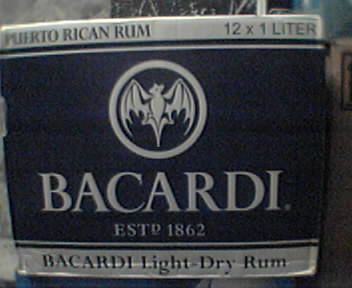 PUERTO RICAN RUM 12 x 1 LITER
BACARDI.
ESTD 1862
BACARDI Light-Dry Rum